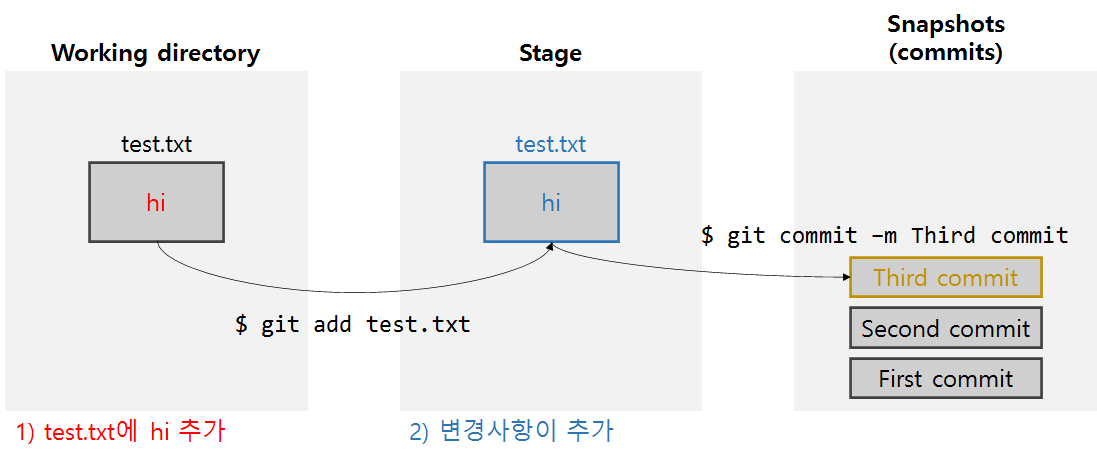 Working directory
Stage
Snapshots
(commits)
test.txt
hi
test.txt
hi
$ git commit –m Third commit
Third commit
Second commit
First commit
$ git add test.txt
1) test.txt에 hi 추가
2) 변경사항이 추가